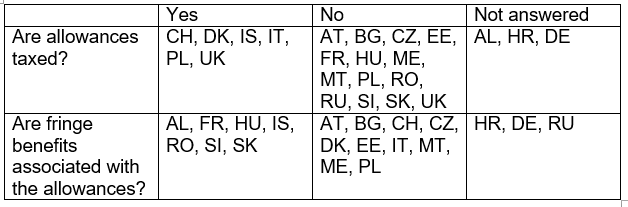 Yes No Not answered
Are allowances taxed? CH, DK, IS, IT, PL, UK AT, BG, CZ, EE, FR, HU, ME, MT, PL, RO, RU, SI, SK, UK AL, HR, DE
Are fringe benefits associated with the allowances? AL, FR, HU, IS, RO, SI, SK AT, BG, CH, CZ, DK, EE, IT, MT, ME, PL HR, DE, RU